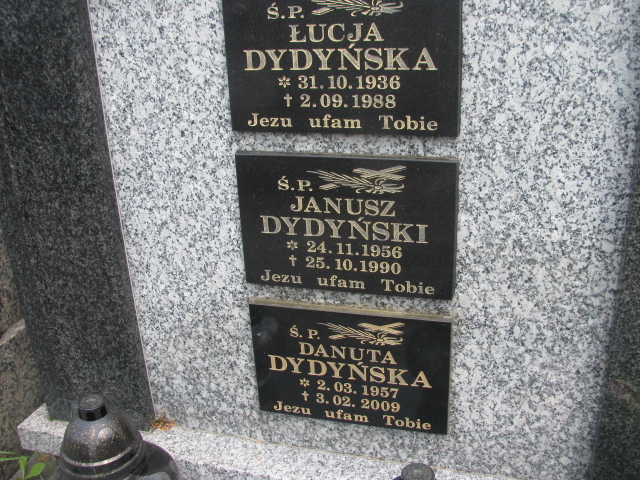 Ś.P.
ŁUCJA
DYDYŃSKA
* 31.10.1936
† 2.09.1988
Jezu ufam Tobie
Ś.P.
JANUSZ
DYDYŃSKI
* 24.11.1956
† 25.10.1990
Jezu ufam Tobie
Ś.P.
DANUTA
DYDYŃSKA
* 2.03.1957
† 3.02.2009
Jezu ufam Tobie